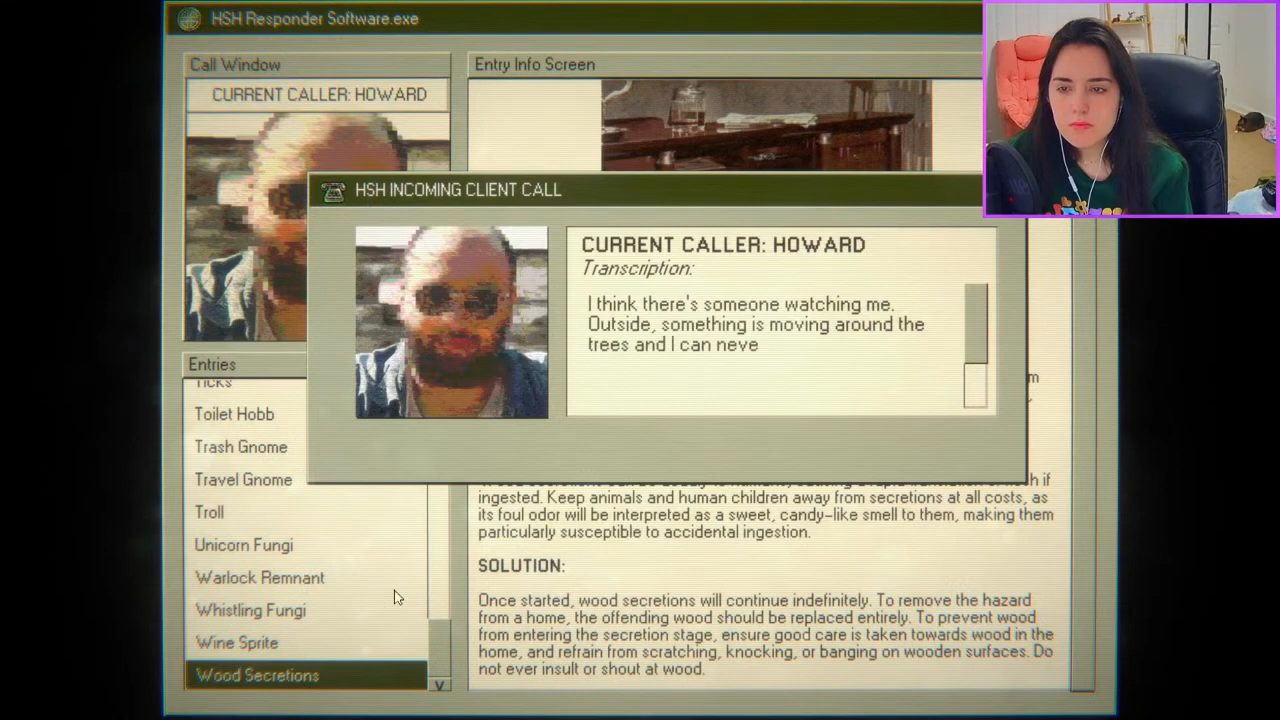 HSH Responder Software.exe
Call Window
Entry Info Screen
CURRENT CALLER: HOWARD
HSH INCOMING CLIENT CALL
CURRENT CALLER: HOWARD
Transcription:
I think there's someone watching me.
Outside, something is moving around the
trees and I can neve
Entries
Ticks
Toilet Hobb
Trash Gnome
Travel Gnome
Troll
Unicorn Fungi
Warlock Remnant
Whistling Fungi
Wine Sprite
Wood Secretions
if
ingested. Keep animals and human children away from secretions at all costs, as
its foul odor will be interpreted as a sweet, candy-like smell to them, making them
particularly susceptible to accidental ingestion.
SOLUTION:
Once started, wood secretions will continue indefinitely. To remove the hazard
from a home, the offending wood should be replaced entirely. To prevent wood
from entering the secretion stage, ensure good care is taken towards wood in the
home, and refrain from scratching, knocking, or banging on wooden surfaces. Do
not ever insult or shout at wood.